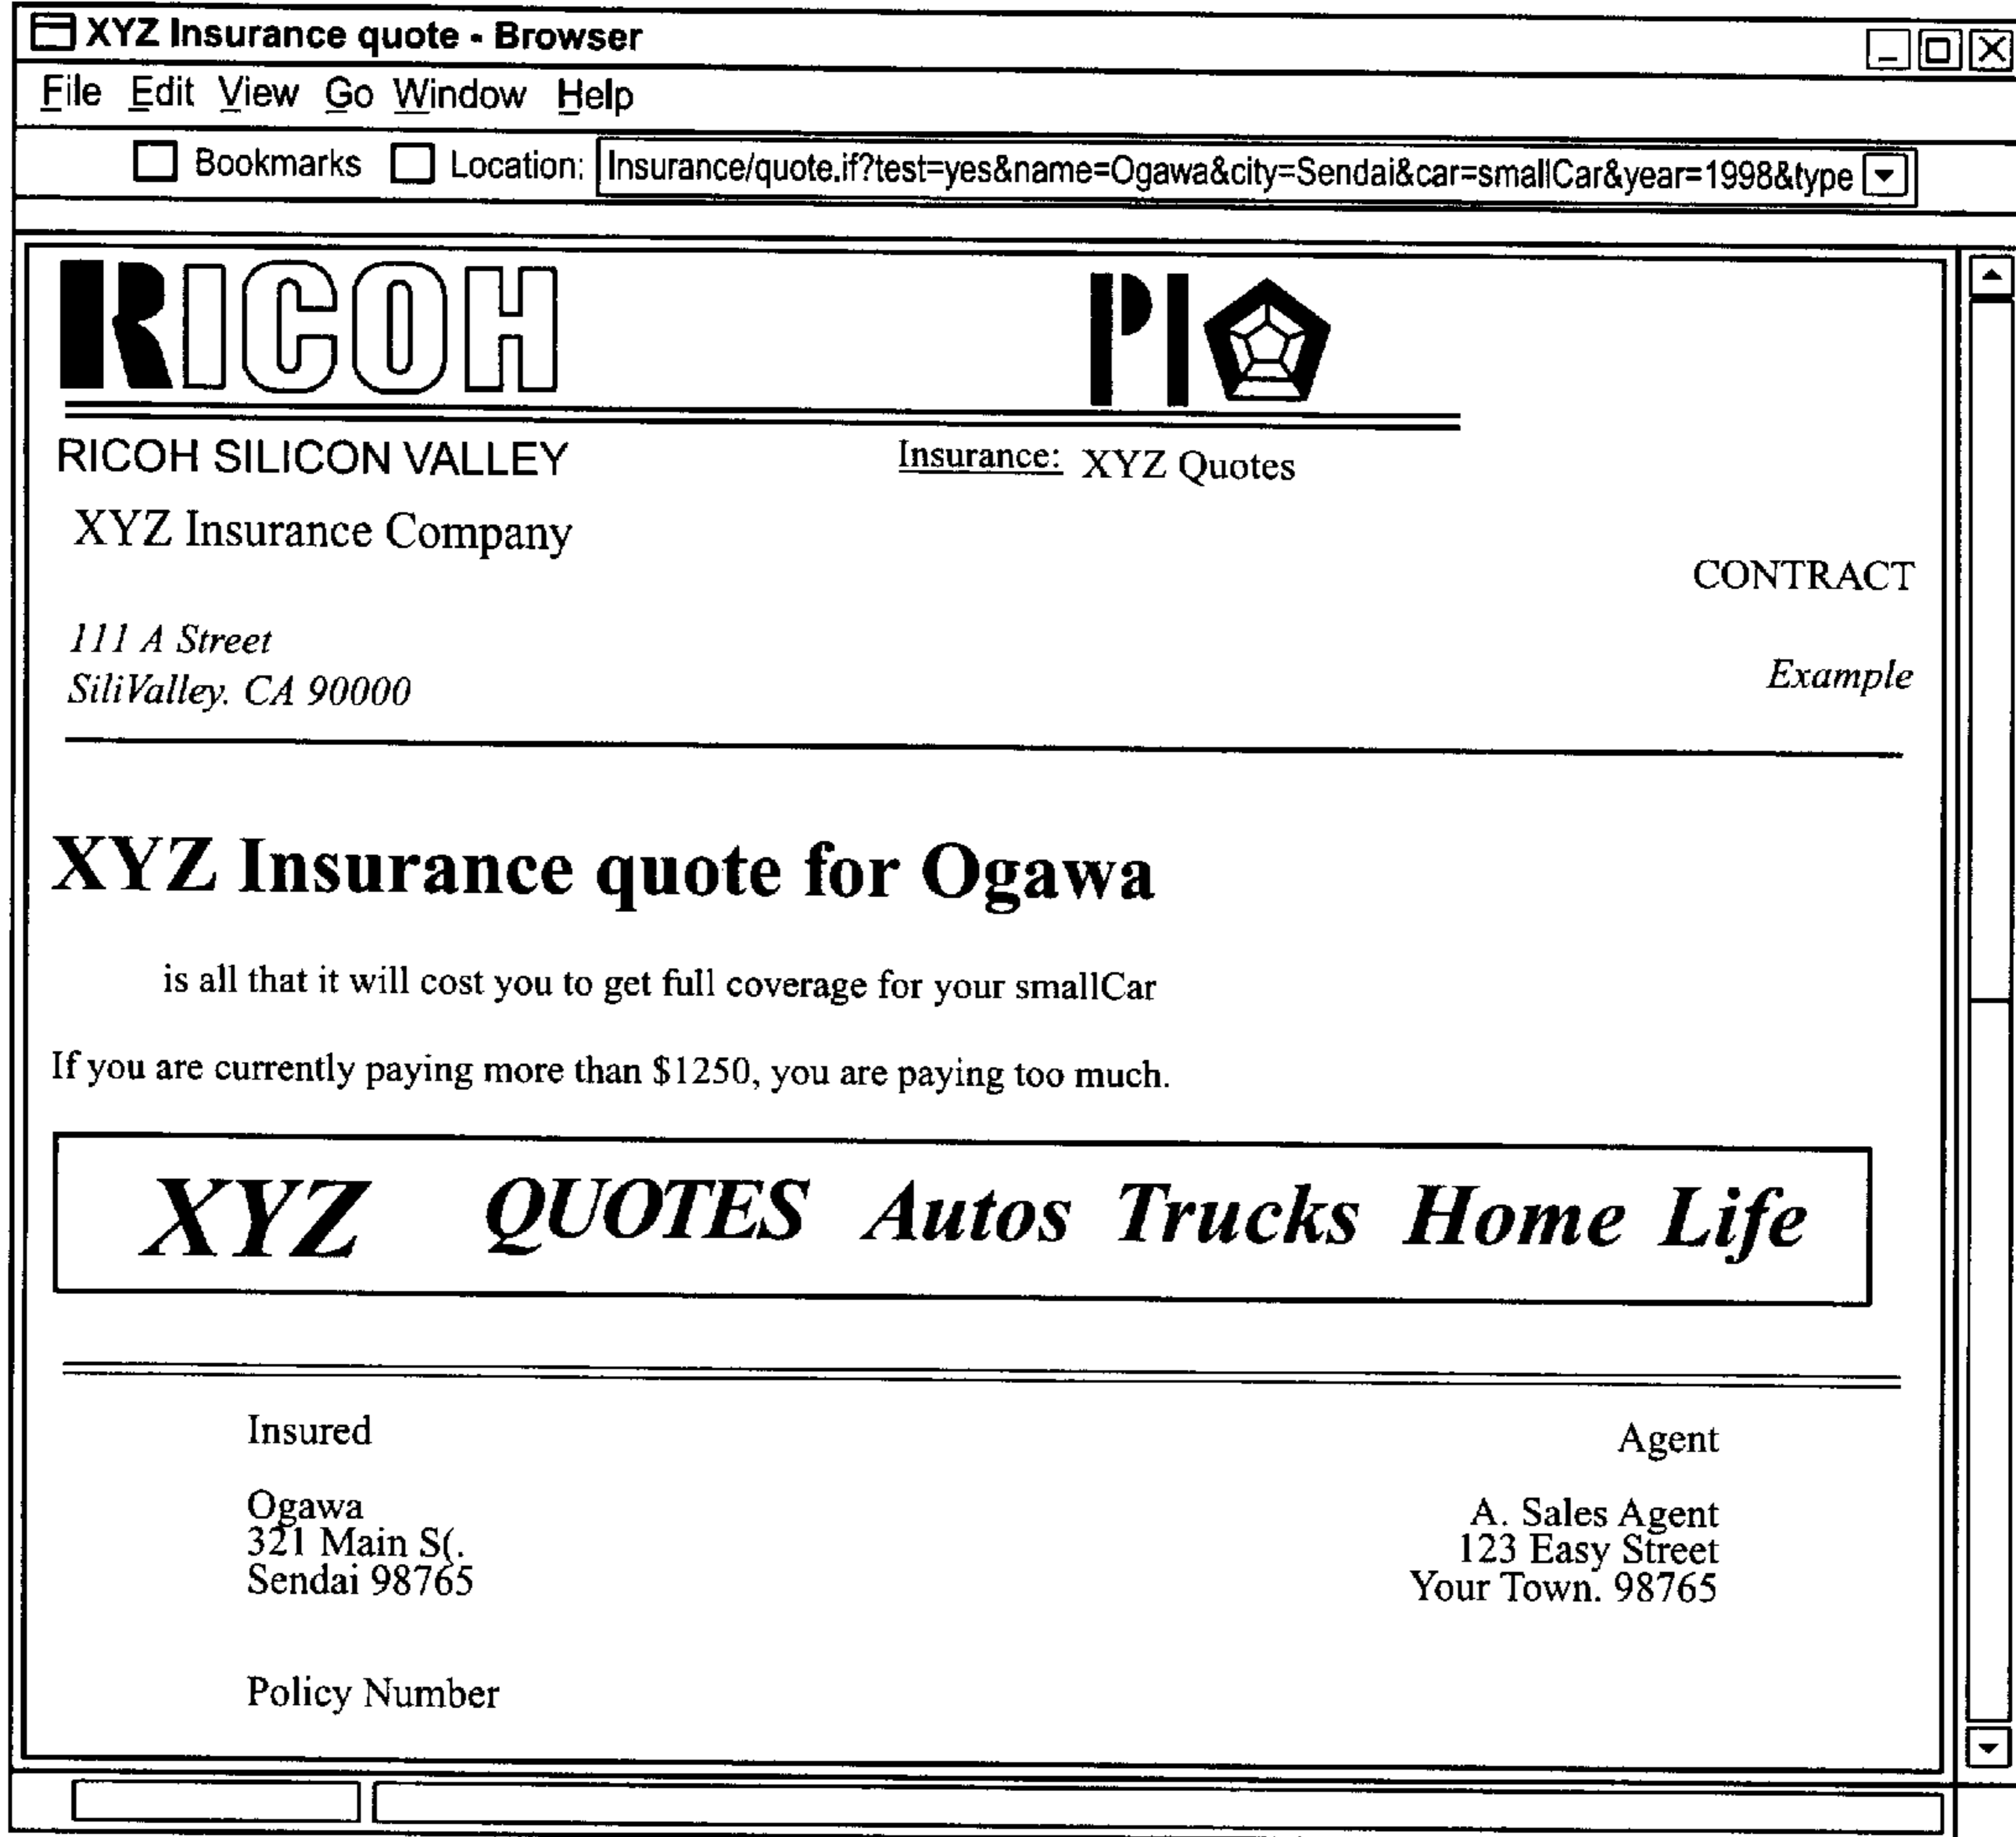 XYZ Insurance quote - Browser
File Edit View Go Window Help
Bookmarks Location: Insurance/quote.if?test=yes&name=Ogawa&city=Sendai&car=smallCar&year=1998&type
RICOH PI
RICOH SILICON VALLEY Insurance: XYZ Quotes
XYZ Insurance Company
CONTRACT
111 A Street
SiliValley. CA 90000
Example
XYZ Insurance quote for Ogawa
is all that it will cost you to get full coverage for your smallCar
If you are currently paying more than $1250, you are paying too much.
XYZ QUOTES Autos Trucks Home Life
Insured Agent
Ogawa A. Sales Agent
321 Main S(. 123 Easy Street
Sendai 98765 Your Town. 98765
Policy Number